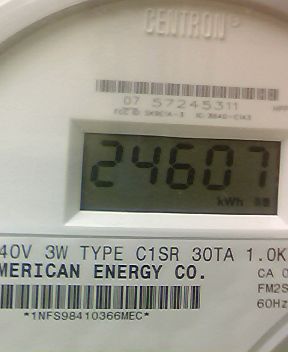 CENTRON®
07 57245311
24607
kWh
40V 3W TYPE C1SR 30TA 1.0K
MERICAN ENERGY CO.
CA 0
FM2S
60Hz
*1NFS98410366MEC*